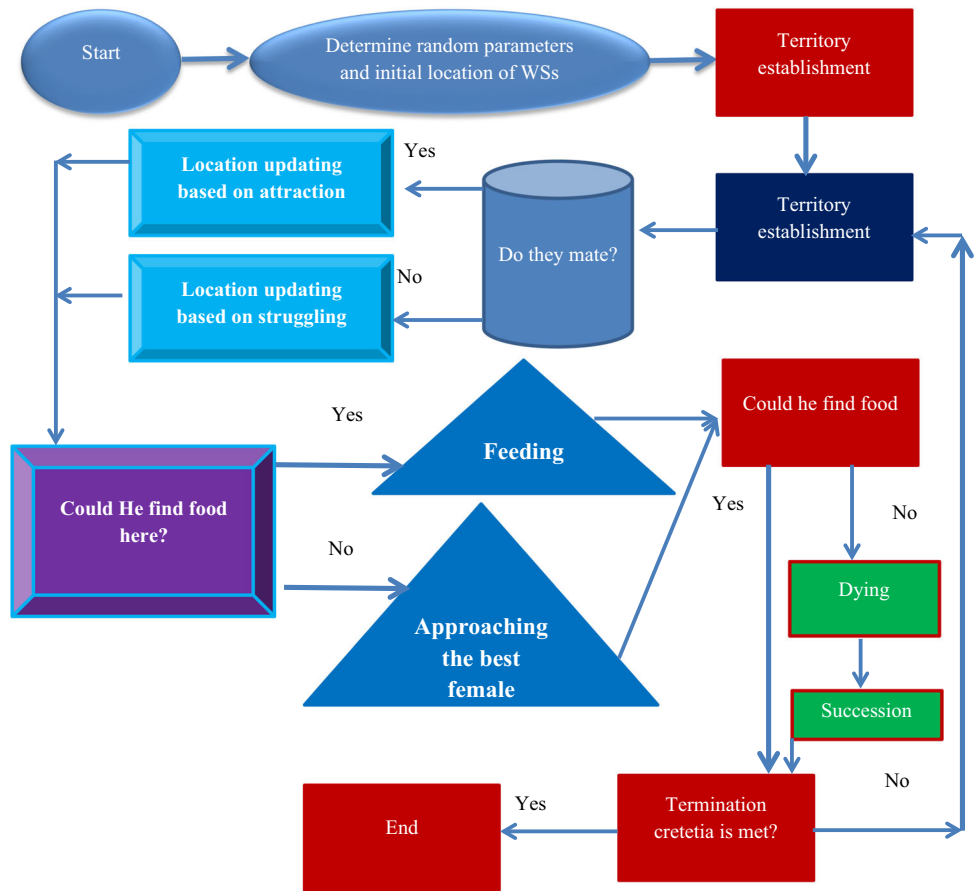 Start
Determine random parameters
and initial location of WSs
Territory
establishment
Location updating
based on attraction
Yes
Do they mate?
Territory
establishment
No
Location updating
based on struggling
Yes
Feeding
Could he find food
Could He find food
here?
No
Approaching
the best
female
Yes
No
Dying
Succession
No
Termination
cretetia is met?
Yes
End